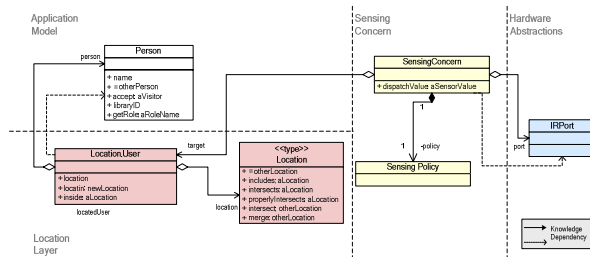 Application
Model
Sensing
Concern
Hardware
Abstractions
Person
person
+ name
+ =otherPerson
+ accept: aVisitor
+ libraryID
+ getRole: aRoleName
SensingConcern
+ dispatchValue: aSensorValue
1
IRPort
port
target
1
-policy
Sensing Policy
Location.User
+ location
+ locatin: newLocation
+ inside: aLocation
locatedUser
location
<<type>>
Location
+ =otherLocation
+ includes: aLocation
+ intersects: aLocation
+ properlyIntersects: aLocation
+ intersect: otherLocation
+ merge: otherLocation
Location
Layer
Knowledge
Dependency